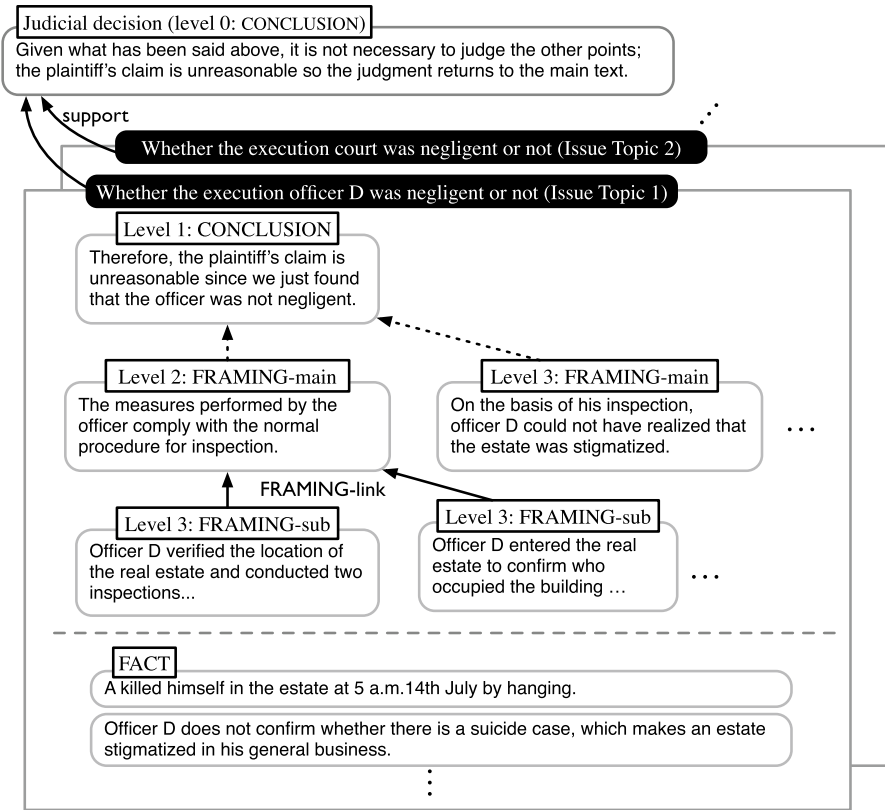 Judicial decision (level 0: CONCLUSION)
Given what has been said above, it is not necessary to judge the other points;
the plaintiff's claim is unreasonable so the judgment returns to the main text.
support
Whether the execution court was negligent or not (Issue Topic 2)
Whether the execution officer D was negligent or not (Issue Topic 1)
Level 1: CONCLUSION
Therefore, the plaintiff's claim is
unreasonable since we just found
that the officer was not negligent.
Level 2: FRAMING-main
The measures performed by the
officer comply with the normal
procedure for inspection.
Level 3: FRAMING-main
On the basis of his inspection,
officer D could not have realized that
the estate was stigmatized.
...
FRAMING-link
Level 3: FRAMING-sub
Officer D verified the location of
the real estate and conducted two
inspections...
Level 3: FRAMING-sub
Officer D entered the real
estate to confirm who
occupied the building ...
...
FACT
A killed himself in the estate at 5 a.m.14th July by hanging.
Officer D does not confirm whether there is a suicide case, which makes an estate
stigmatized in his general business.